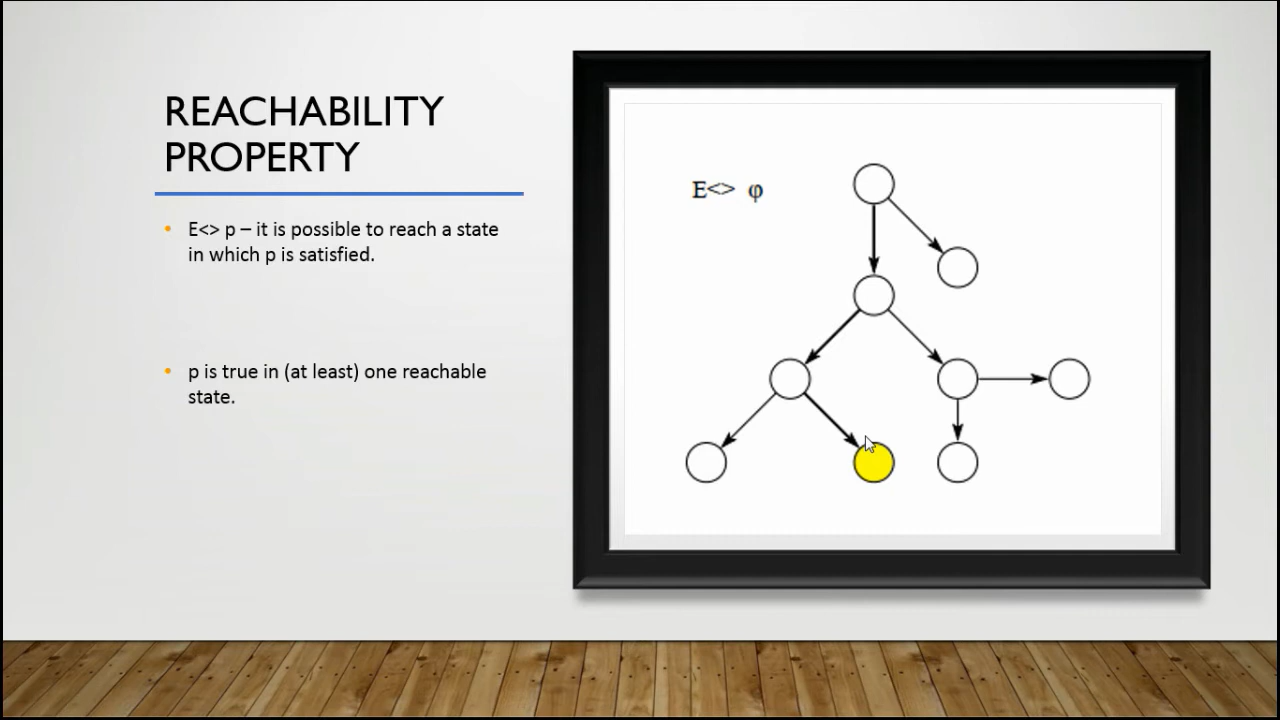 REACHABILITY
PROPERTY
• E<> p – it is possible to reach a state
in which p is satisfied.
• p is true in (at least) one reachable
state.
E<> φ